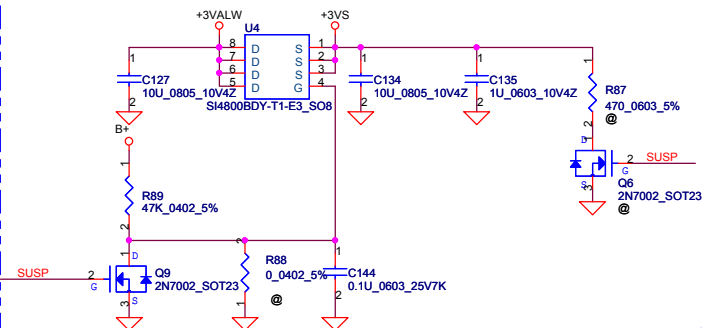 +3VALW
+3VS
U4
8 D S 1
7 D S 2
6 D S 3
5 D G 4
SI4800BDY-T1-E3_SO8
1
C127
10U_0805_10V4Z
2
1
C134
10U_0805_10V4Z
2
1
C135
1U_0603_10V4Z
2
1
R87
470_0603_5%
2
@
B+
1
R89
47K_0402_5%
2
1
D
SUSP
2
G
S
3
Q6
2N7002_SOT23
@
SUSP
2
G
1
D
S
3
Q9
2N7002_SOT23
2
R88
0_0402_5%
1
@
1
C144
0.1U_0603_25V7K
2